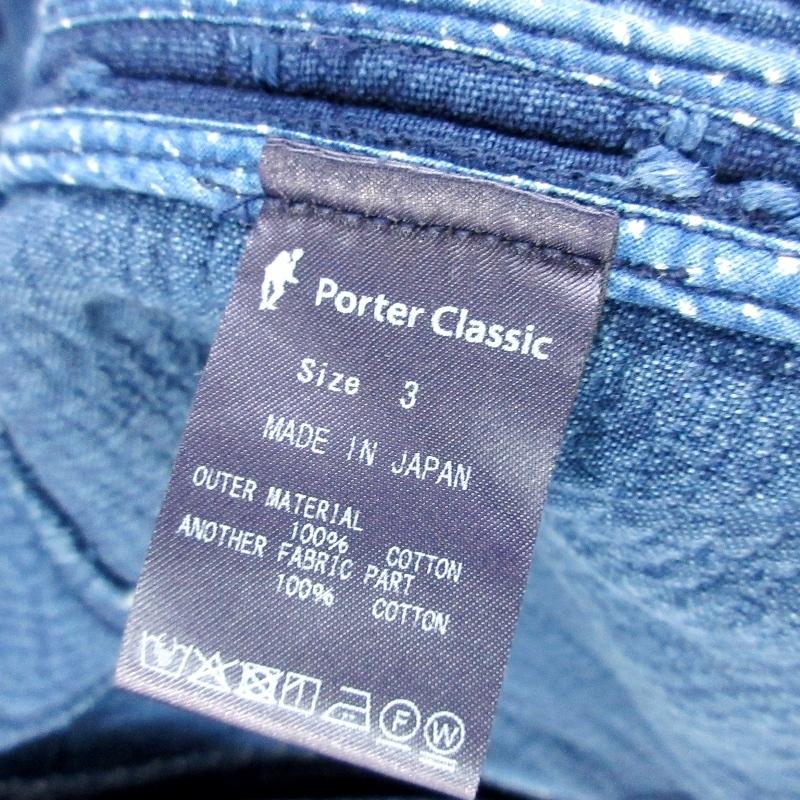 Porter Classic
Size 3
MADE IN JAPAN
OUTER MATERIAL
100% COTTON
ANOTHER FABRIC PART
100% COTTON
F W